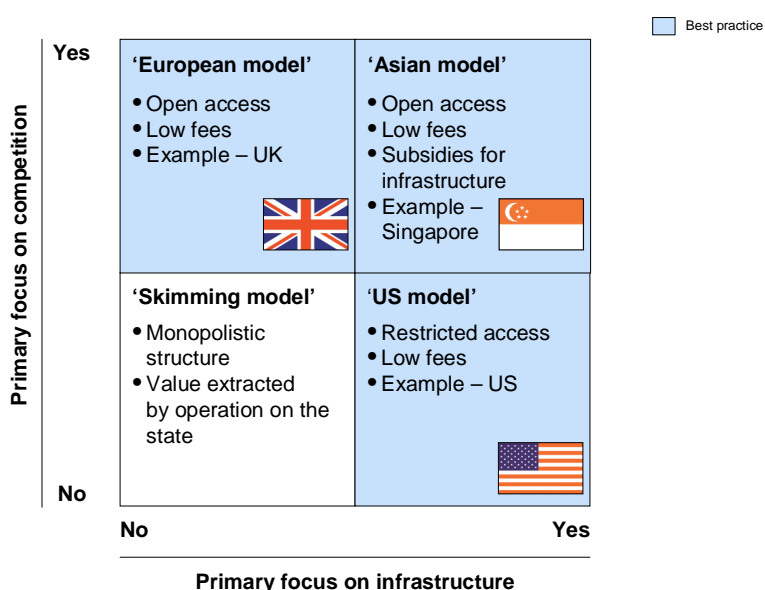 Best practice
Yes
Primary focus on competition
No
‘European model’
• Open access
• Low fees
• Example – UK
‘Asian model’
• Open access
• Low fees
• Subsidies for
infrastructure
• Example –
Singapore
‘Skimming model’
• Monopolistic
structure
• Value extracted
by operation on the
state
‘US model’
• Restricted access
• Low fees
• Example – US
No
Yes
Primary focus on infrastructure